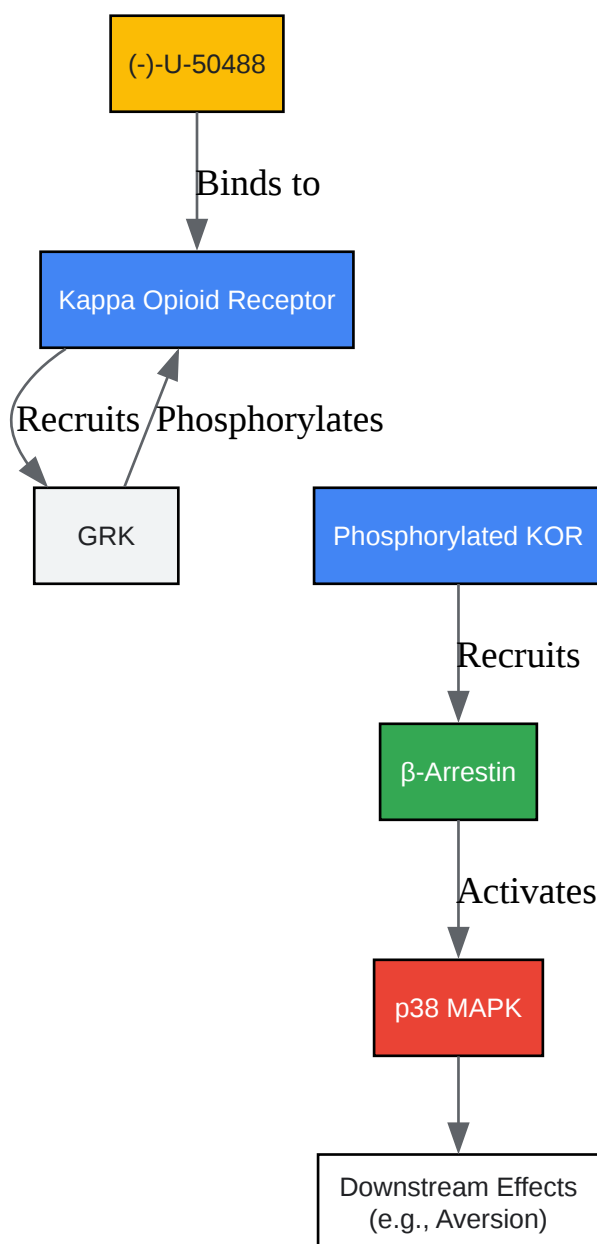 (-)-U-50488
Binds to
Kappa Opioid Receptor
Recruits
Phosphorylates
GRK
Phosphorylated KOR
Recruits
β-Arrestin
Activates
p38 MAPK
Downstream Effects
(e.g., Aversion)